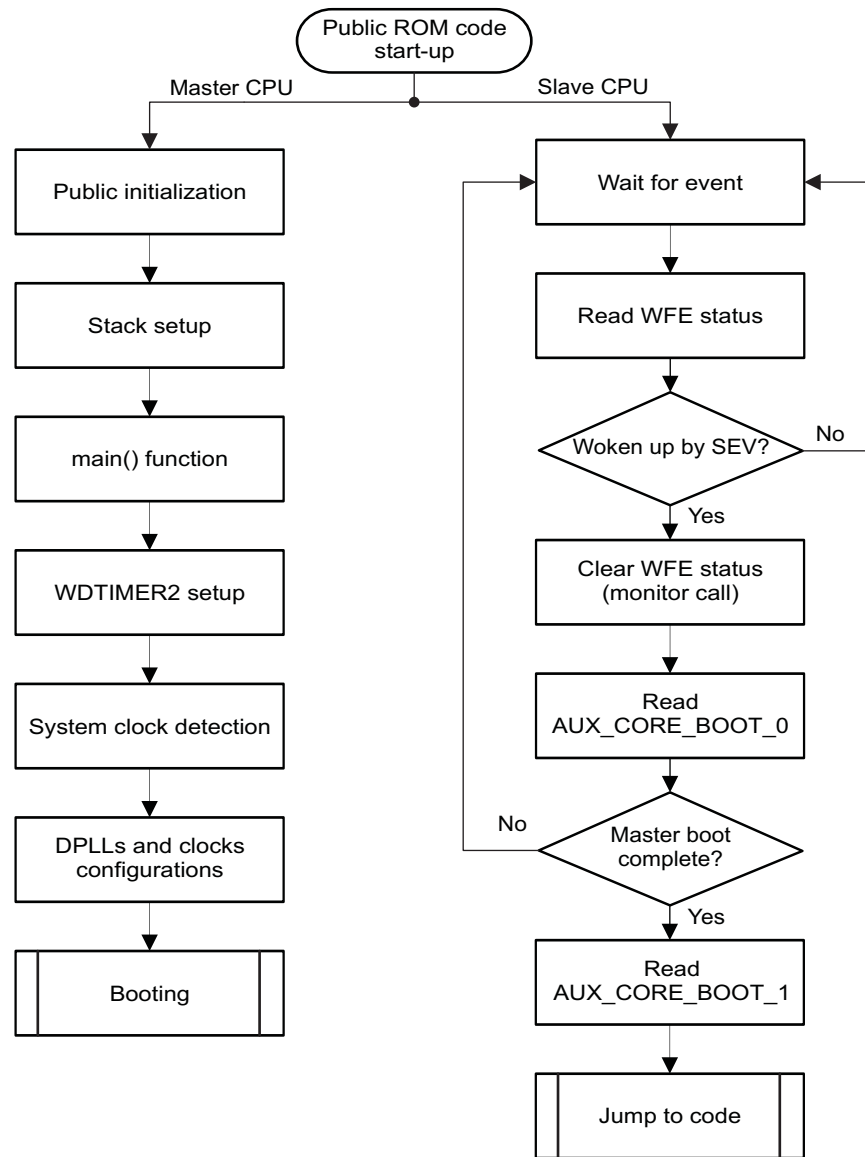 Public ROM code
start-up
Master CPU
Slave CPU
Public initialization
Stack setup
main() function
WDTIMER2 setup
System clock detection
DPLLs and clocks
configurations
Booting
Wait for event
Read WFE status
Woken up by SEV?
No
Yes
Clear WFE status
(monitor call)
Read
AUX_CORE_BOOT_0
No
Master boot
complete?
Yes
Read
AUX_CORE_BOOT_1
Jump to code